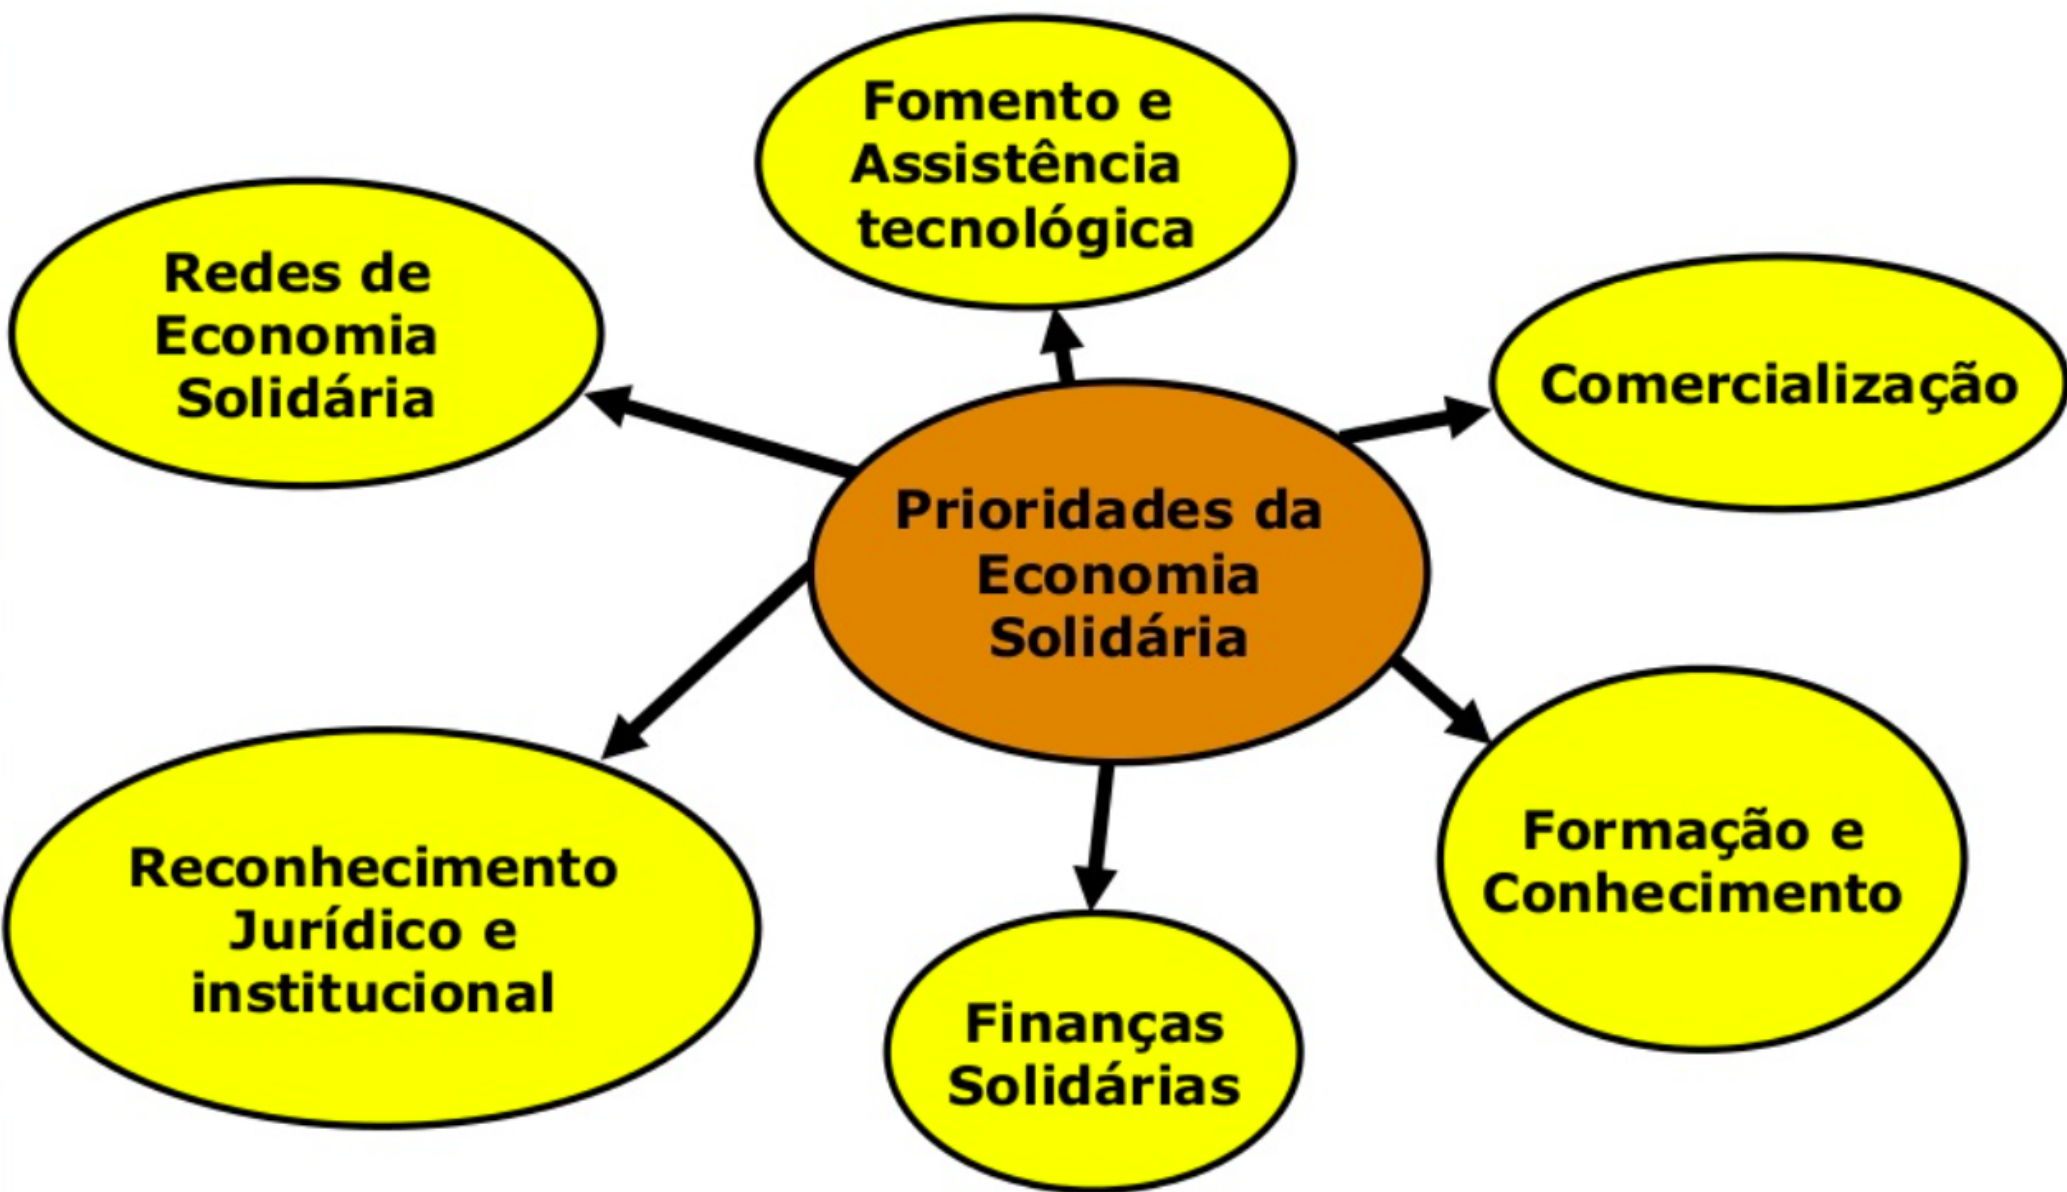 Fomento e
Assistência
tecnológica
Redes de
Economia
Solidária
Comercialização
Prioridades da
Economia
Solidária
Reconhecimento
Jurídico e
institucional
Formação e
Conhecimento
Finanças
Solidárias